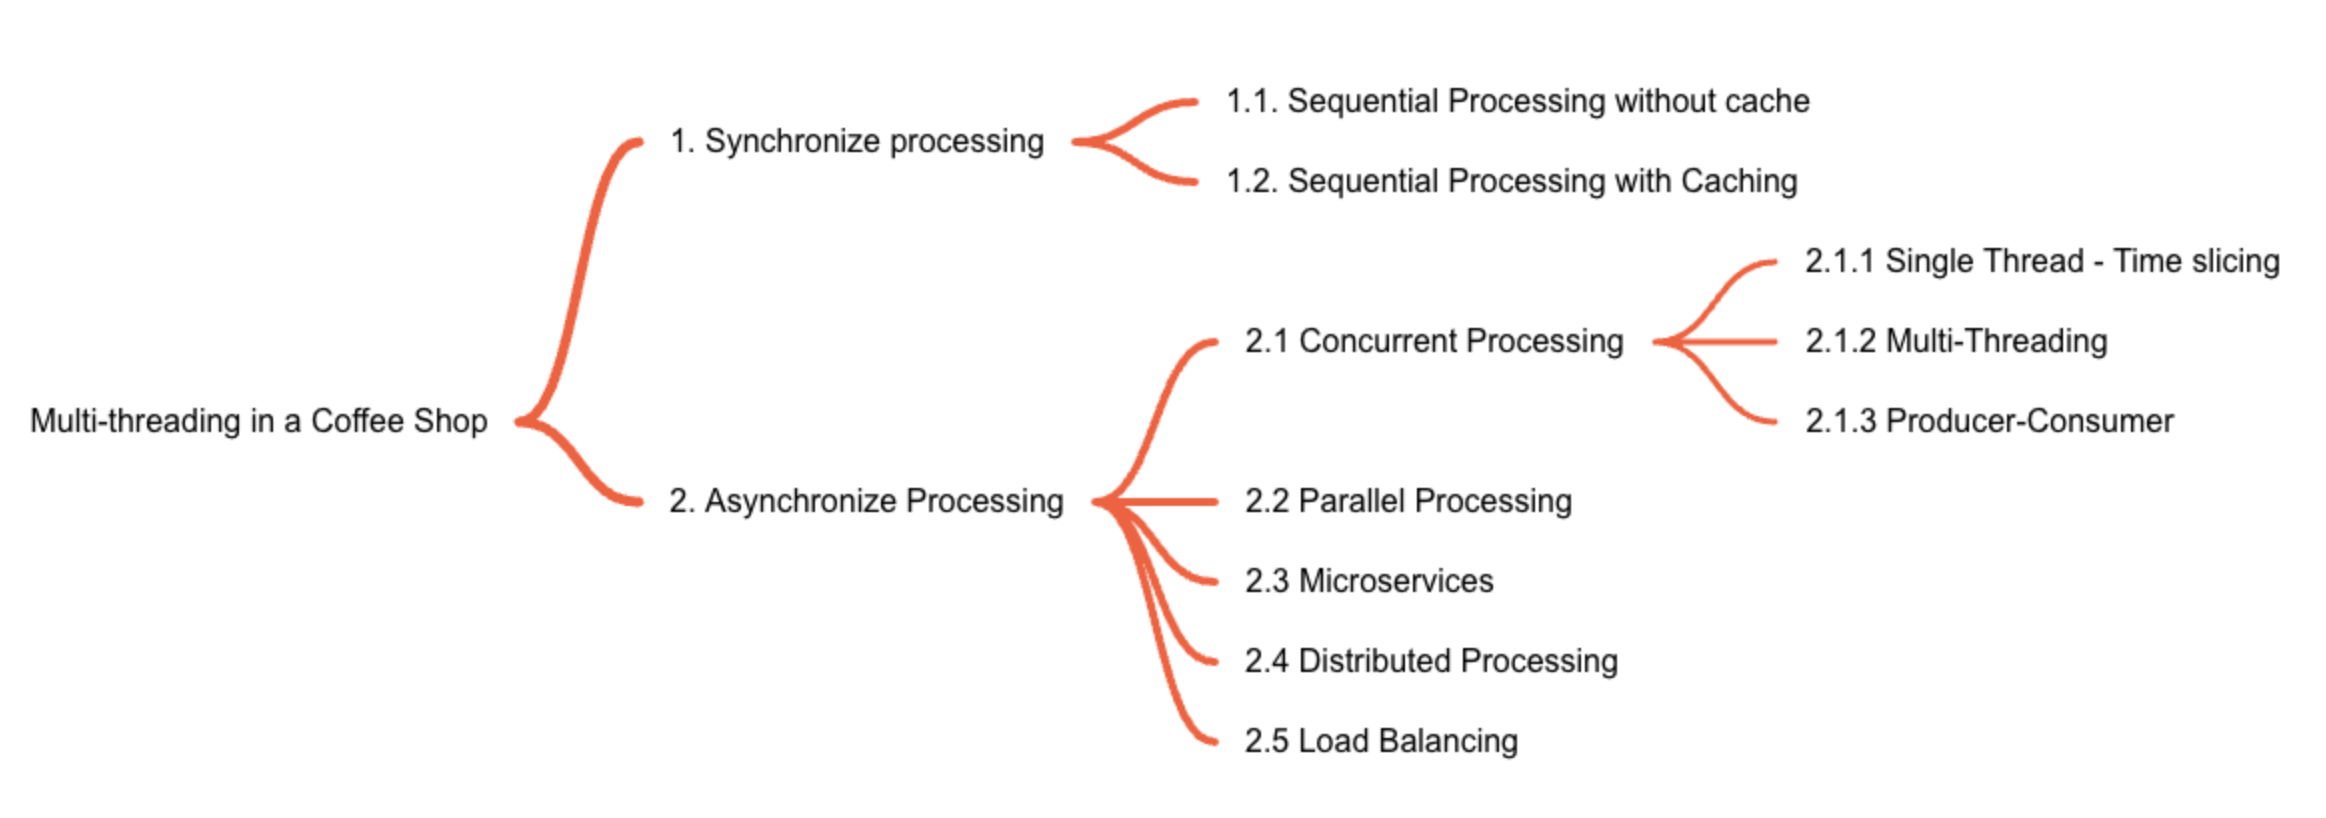 Multi-threading in a Coffee Shop
1. Synchronize processing
1.1. Sequential Processing without cache
1.2. Sequential Processing with Caching
2. Asynchronize Processing
2.1 Concurrent Processing
2.1.1 Single Thread - Time slicing
2.1.2 Multi-Threading
2.1.3 Producer-Consumer
2.2 Parallel Processing
2.3 Microservices
2.4 Distributed Processing
2.5 Load Balancing